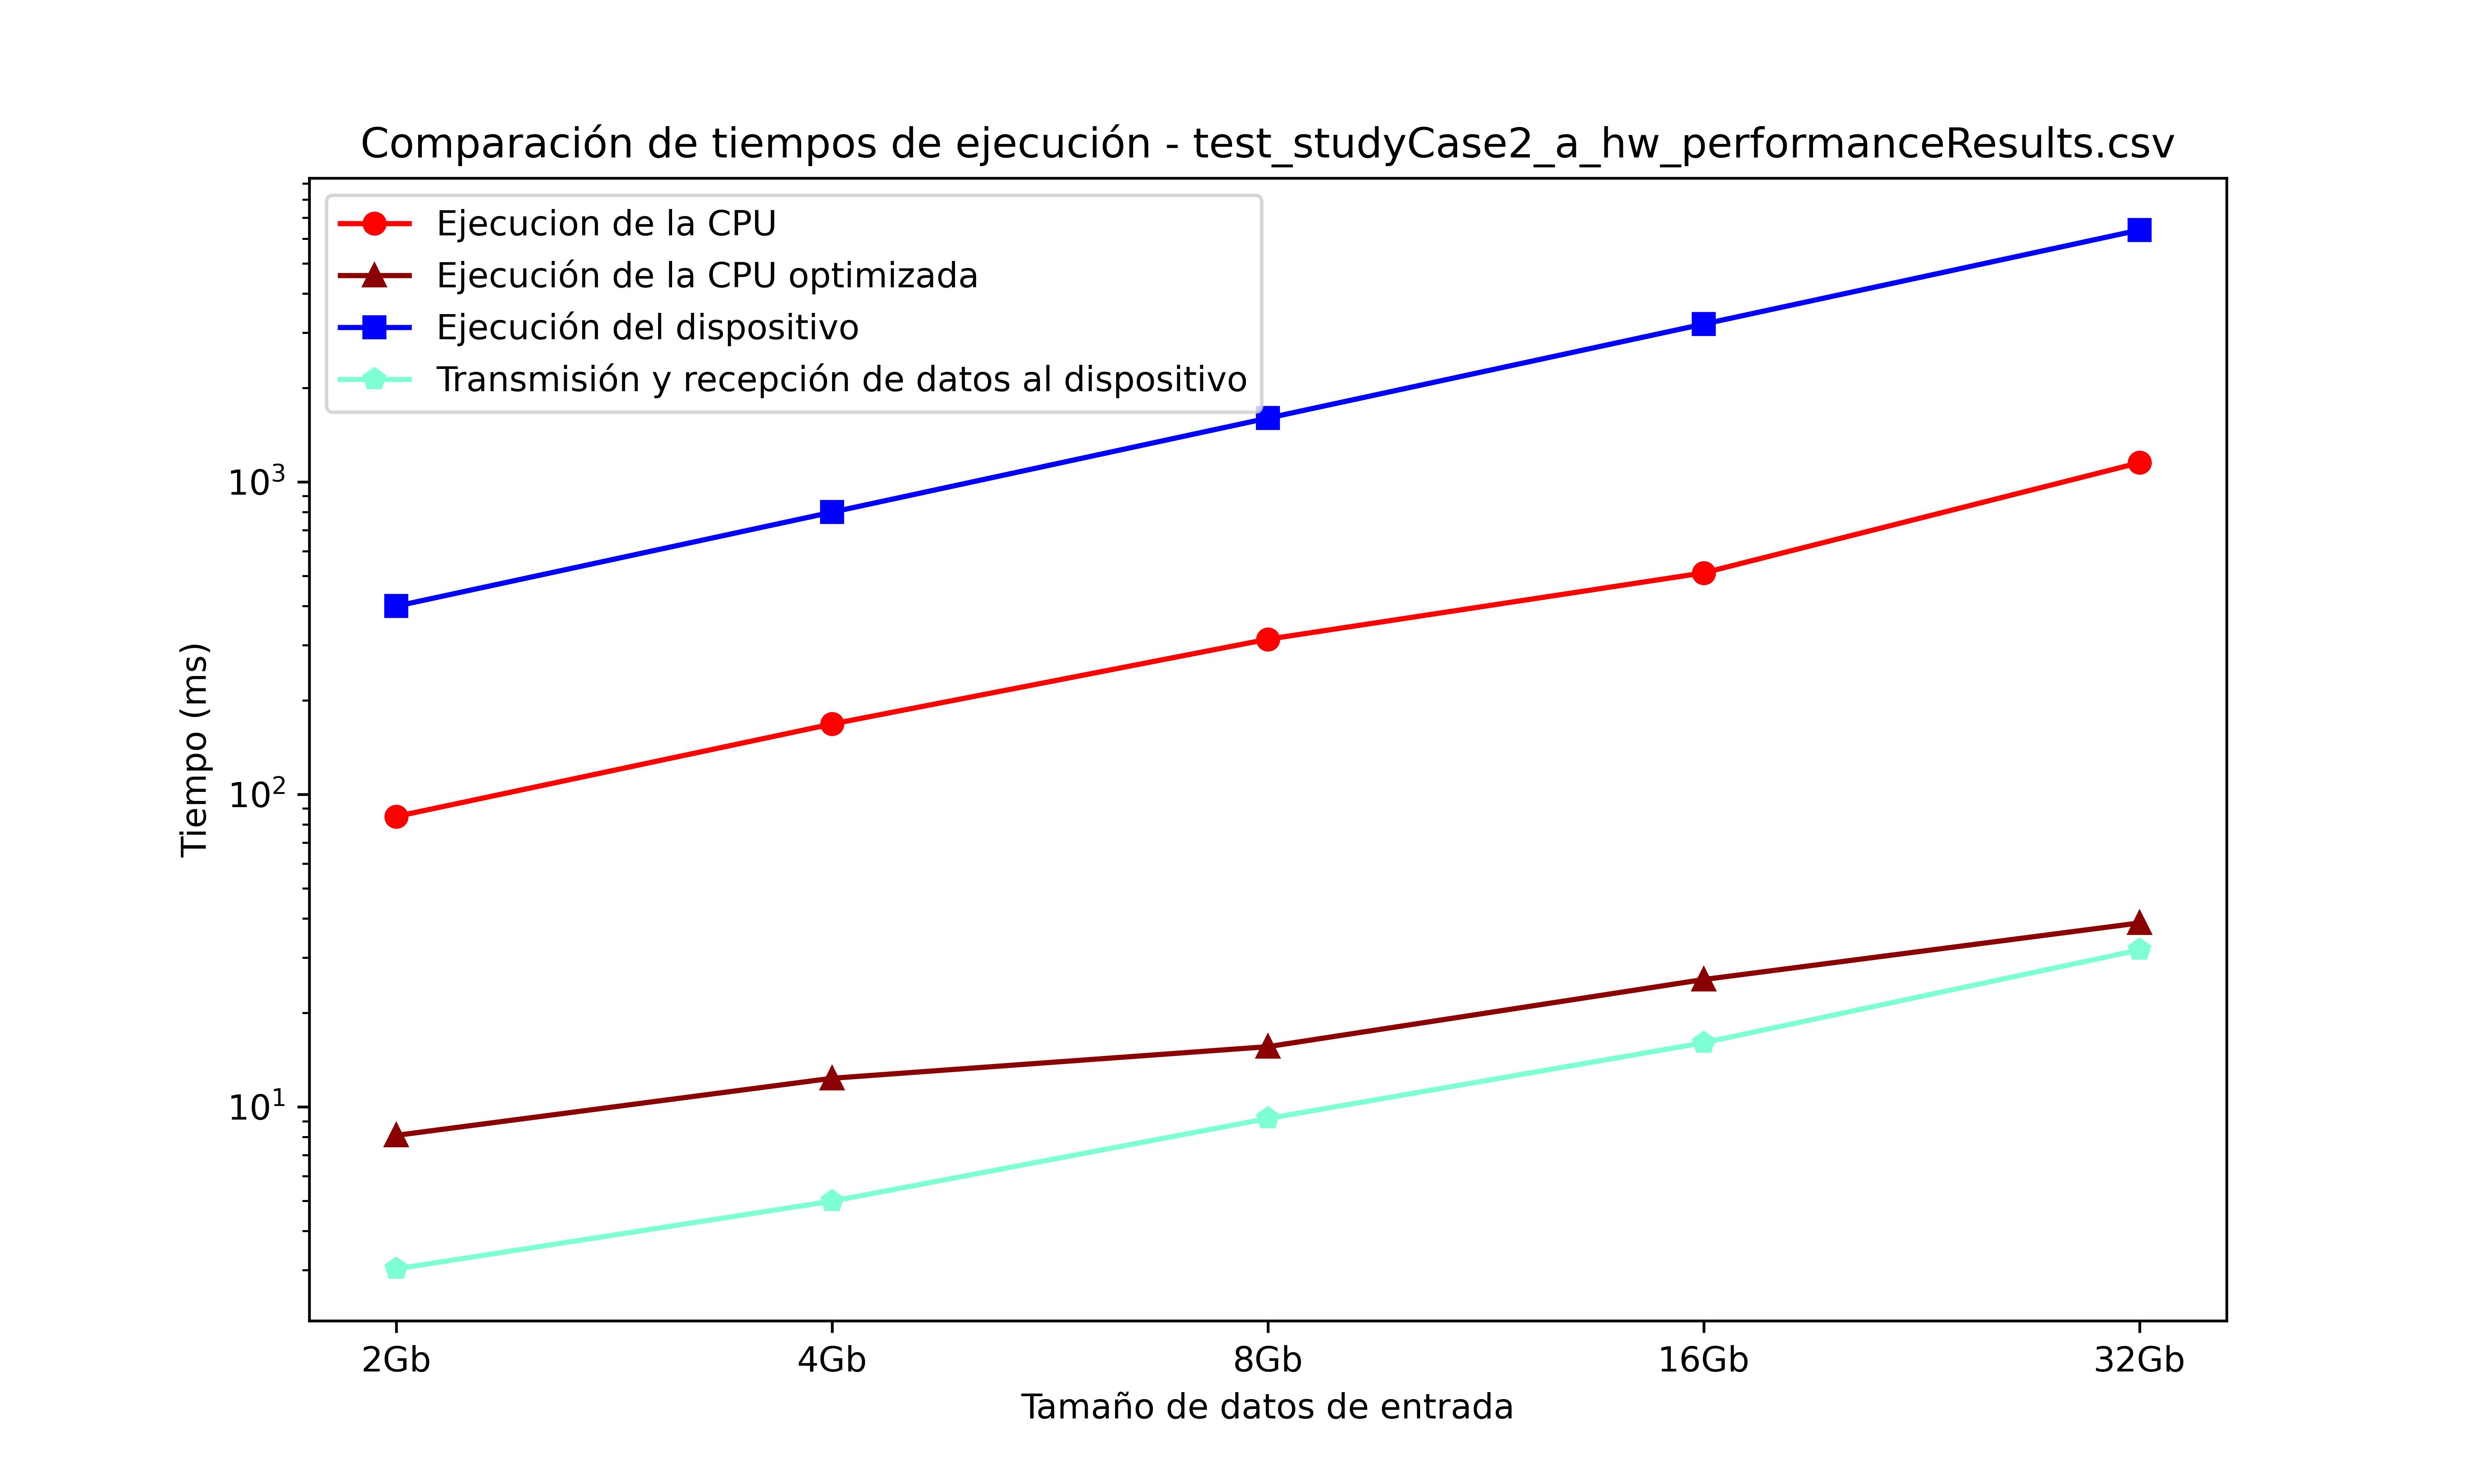 Comparación de tiempos de ejecución - test_studyCase2_a_hw_performanceResults.csv
Ejecucion de la CPU
Ejecución de la CPU optimizada
Ejecución del dispositivo
Transmisión y recepción de datos al dispositivo
10³
10²
10¹
Tiempo (ms)
2Gb 4Gb 8Gb 16Gb 32Gb
Tamaño de datos de entrada